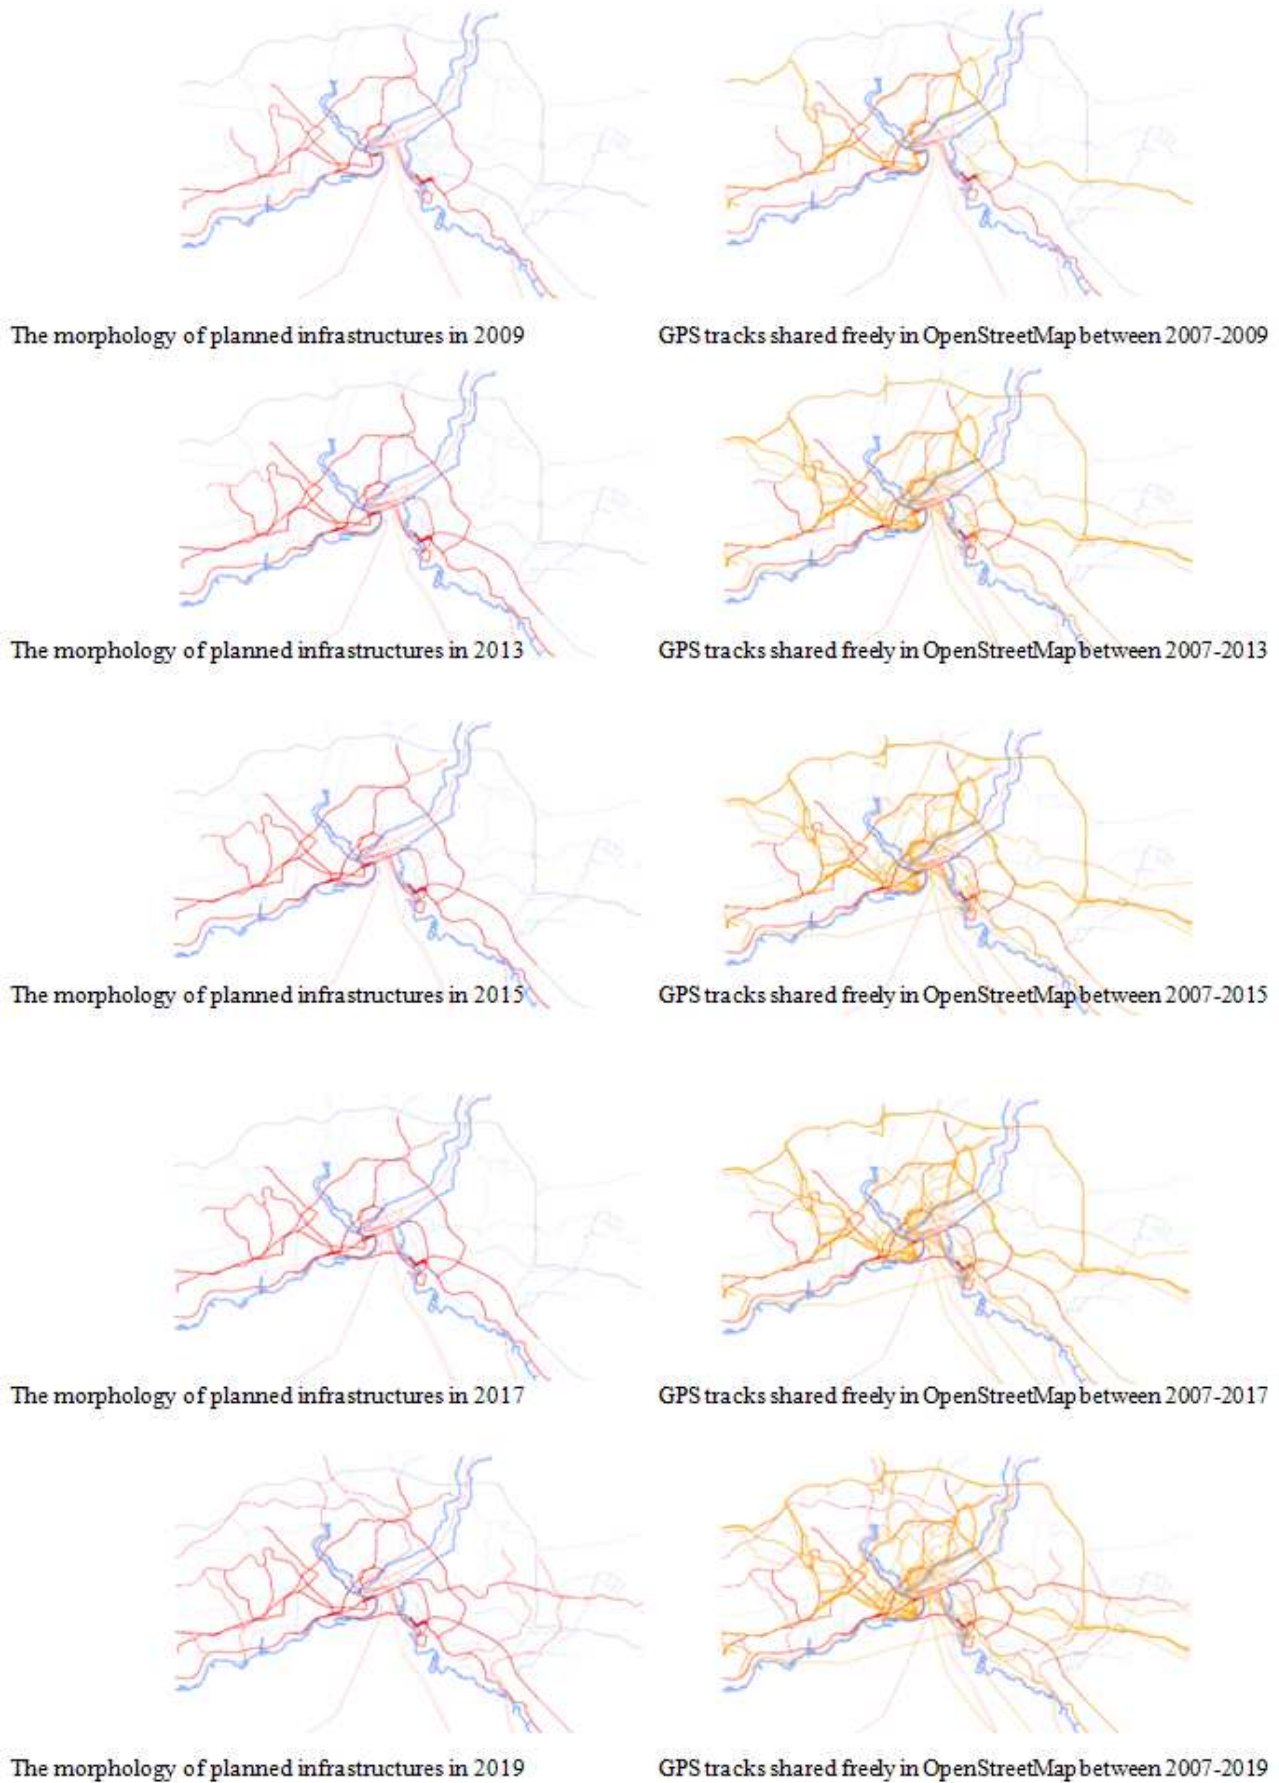 The morphology of planned infrastructures in 2009
GPS tracks shared freely in OpenStreetMap between 2007-2009
The morphology of planned infrastructures in 2013
GPS tracks shared freely in OpenStreetMap between 2007-2013
The morphology of planned infrastructures in 2015
GPS tracks shared freely in OpenStreetMap between 2007-2015
The morphology of planned infrastructures in 2017
GPS tracks shared freely in OpenStreetMap between 2007-2017
The morphology of planned infrastructures in 2019
GPS tracks shared freely in OpenStreetMap between 2007-2019